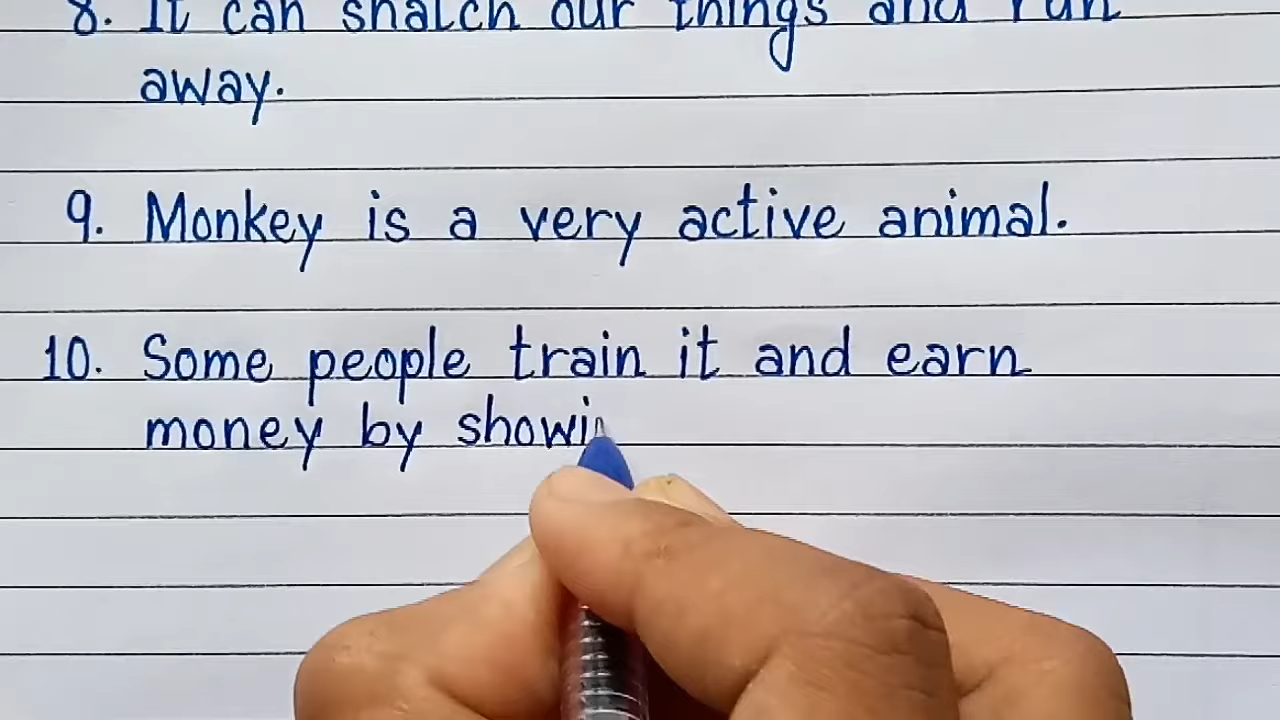 8. It can snatch our things and run
away.
9. Monkey is a very active animal.
10. Some people train it and earn
money by showin